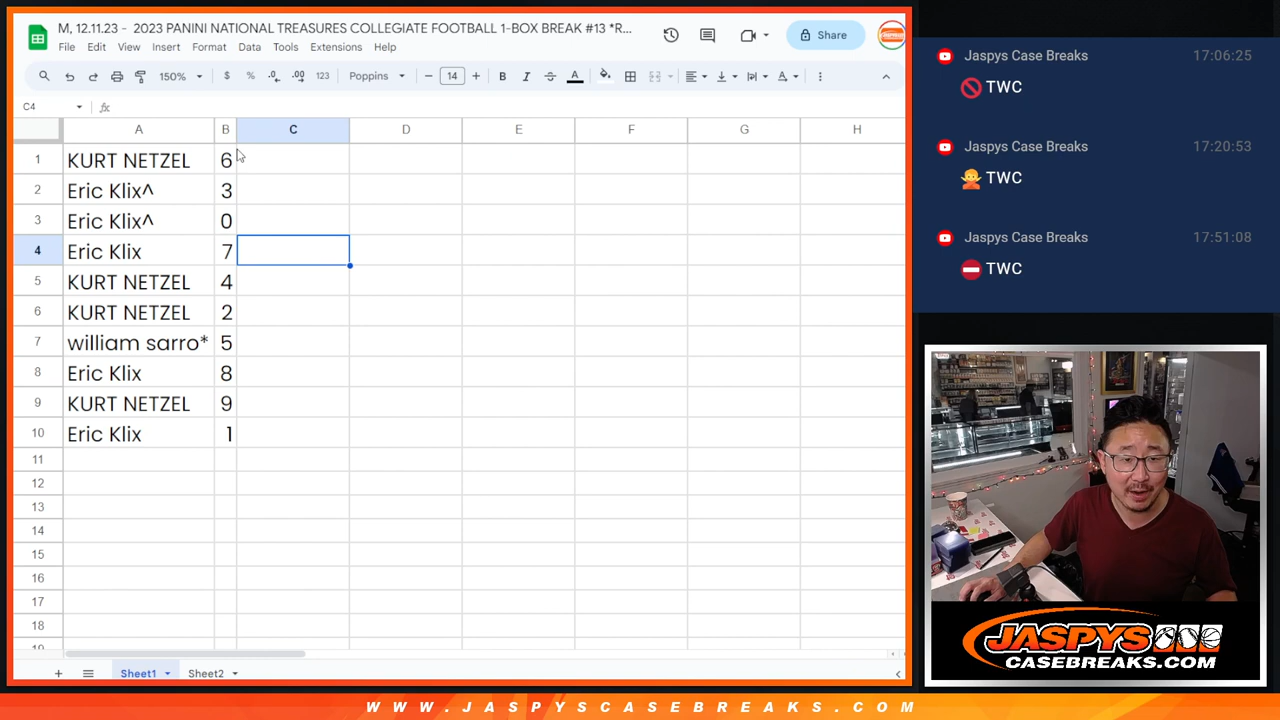 M, 12.11.23 - 2023 PANINI NATIONAL TREASURES COLLEGIATE FOOTBALL 1-BOX BREAK #13 *R...
File Edit View Insert Format Data Tools Extensions Help
Share
150% $ % .0 .00 123 Poppins 14 B I A
C4 fx
A B C D E F G H
1 KURT NETZEL 6
2 Eric Klix^ 3
3 Eric Klix^ 0
4 Eric Klix 7
5 KURT NETZEL 4
6 KURT NETZEL 2
7 william sarro* 5
8 Eric Klix 8
9 KURT NETZEL 9
10 Eric Klix 1
11
12
13
14
15
16
17
18
Sheet1 Sheet2
Jaspys Case Breaks 17:06:25
TWC
Jaspys Case Breaks 17:20:53
TWC
Jaspys Case Breaks 17:51:08
TWC
JASPYS
CASEBREAKS.COM
WWW.JASPYSCASEBREAKS.COM